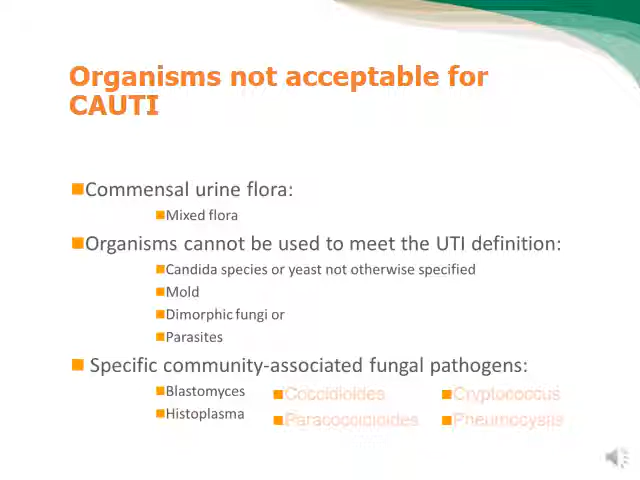 Organisms not acceptable for
CAUTI
Commensal urine flora:
Mixed flora
Organisms cannot be used to meet the UTI definition:
Candida species or yeast not otherwise specified
Mold
Dimorphic fungi or
Parasites
Specific community-associated fungal pathogens:
Blastomyces Coccidioides Cryptococcus
Histoplasma Paracoccidioides Pneumocystis